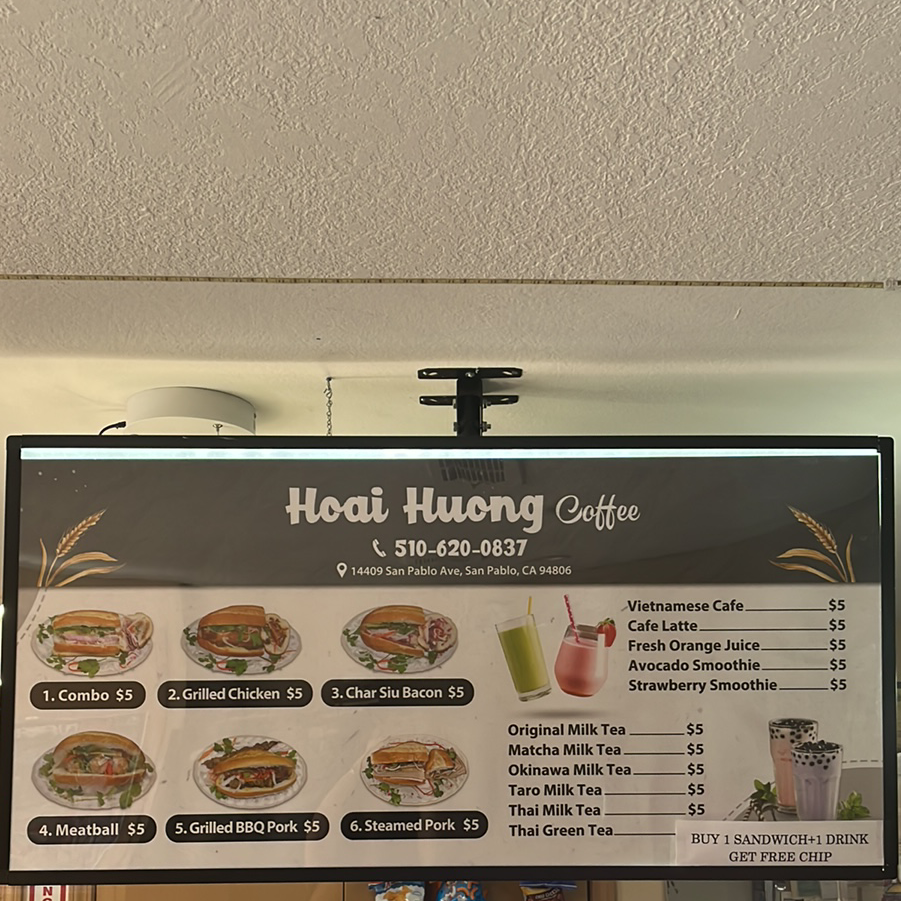 Hoai Huong Coffee
510-620-0837
14409 San Pablo Ave, San Pablo, CA 94806
1. Combo $5
2. Grilled Chicken $5
3. Char Siu Bacon $5
4. Meatball $5
5. Grilled BBQ Pork $5
6. Steamed Pork $5
Vietnamese Cafe $5
Cafe Latte $5
Fresh Orange Juice $5
Avocado Smoothie $5
Strawberry Smoothie $5
Original Milk Tea $5
Matcha Milk Tea $5
Okinawa Milk Tea $5
Taro Milk Tea $5
Thai Milk Tea $5
Thai Green Tea
BUY 1 SANDWICH+1 DRINK
GET FREE CHIP